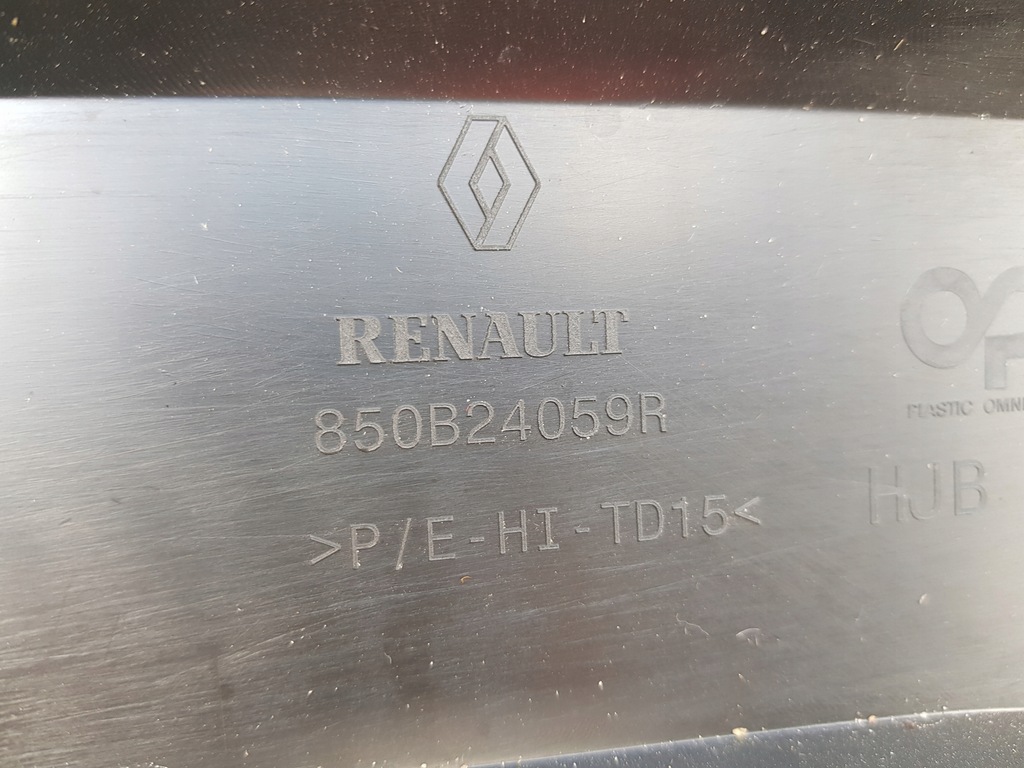 RENAULT
850B24059R
>P/E-HI-TD15<
PLASTIC OMNI
HJB